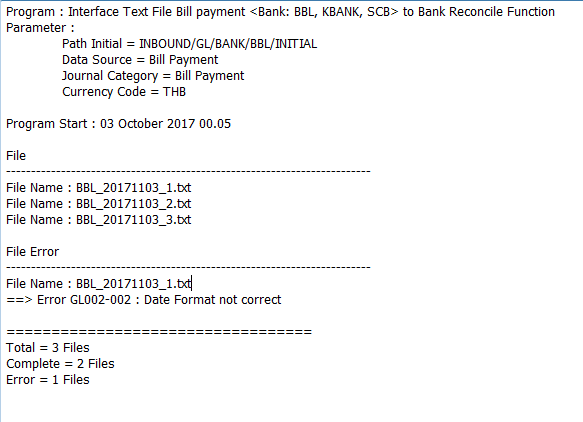 Program : Interface Text File Bill payment <Bank: BBL, KBANK, SCB> to Bank Reconcile Function
Parameter :
Path Initial = INBOUND/GL/BANK/BBL/INITIAL
Data Source = Bill Payment
Journal Category = Bill Payment
Currency Code = THB
Program Start : 03 October 2017 00.05
File
-------------------------------------------------------------------------
File Name : BBL_20171103_1.txt
File Name : BBL_20171103_2.txt
File Name : BBL_20171103_3.txt
File Error
-------------------------------------------------------------------------
File Name : BBL_20171103_1.txt
==> Error GL002-002 : Date Format not correct
==================================
Total = 3 Files
Complete = 2 Files
Error = 1 Files